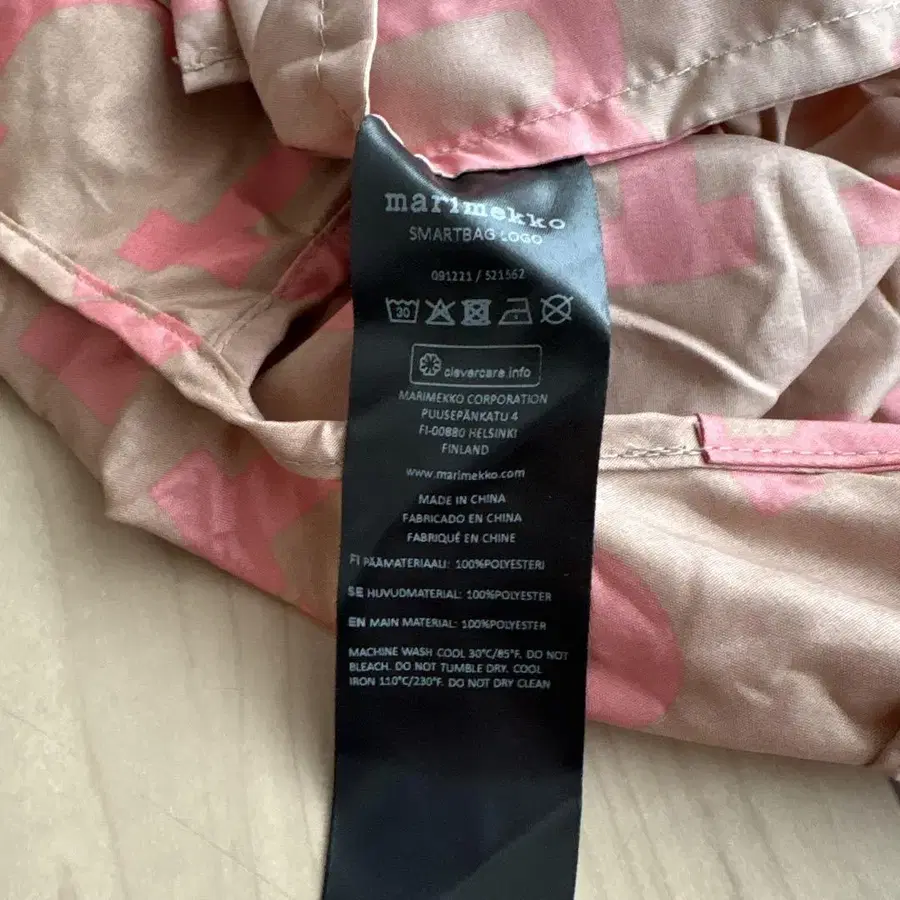 marimekko
SMARTBAG LOGO
091221 / 521562
30
clevercare.info
MARIMEKKO CORPORATION
PUUSEPÄNKATU 4
FI-00880 HELSINKI
FINLAND
www.marimekko.com
MADE IN CHINA
FABRICADO EN CHINA
FABRIQUÉ EN CHINE
FI PÄÄMATERIAALI: 100%POLYESTERI
SE HUVUDMATERIAL: 100%POLYESTER
EN MAIN MATERIAL: 100%POLYESTER
MACHINE WASH COOL 30°C/85°F. DO NOT
BLEACH. DO NOT TUMBLE DRY. COOL
IRON 110°C/230°F. DO NOT DRY CLEAN